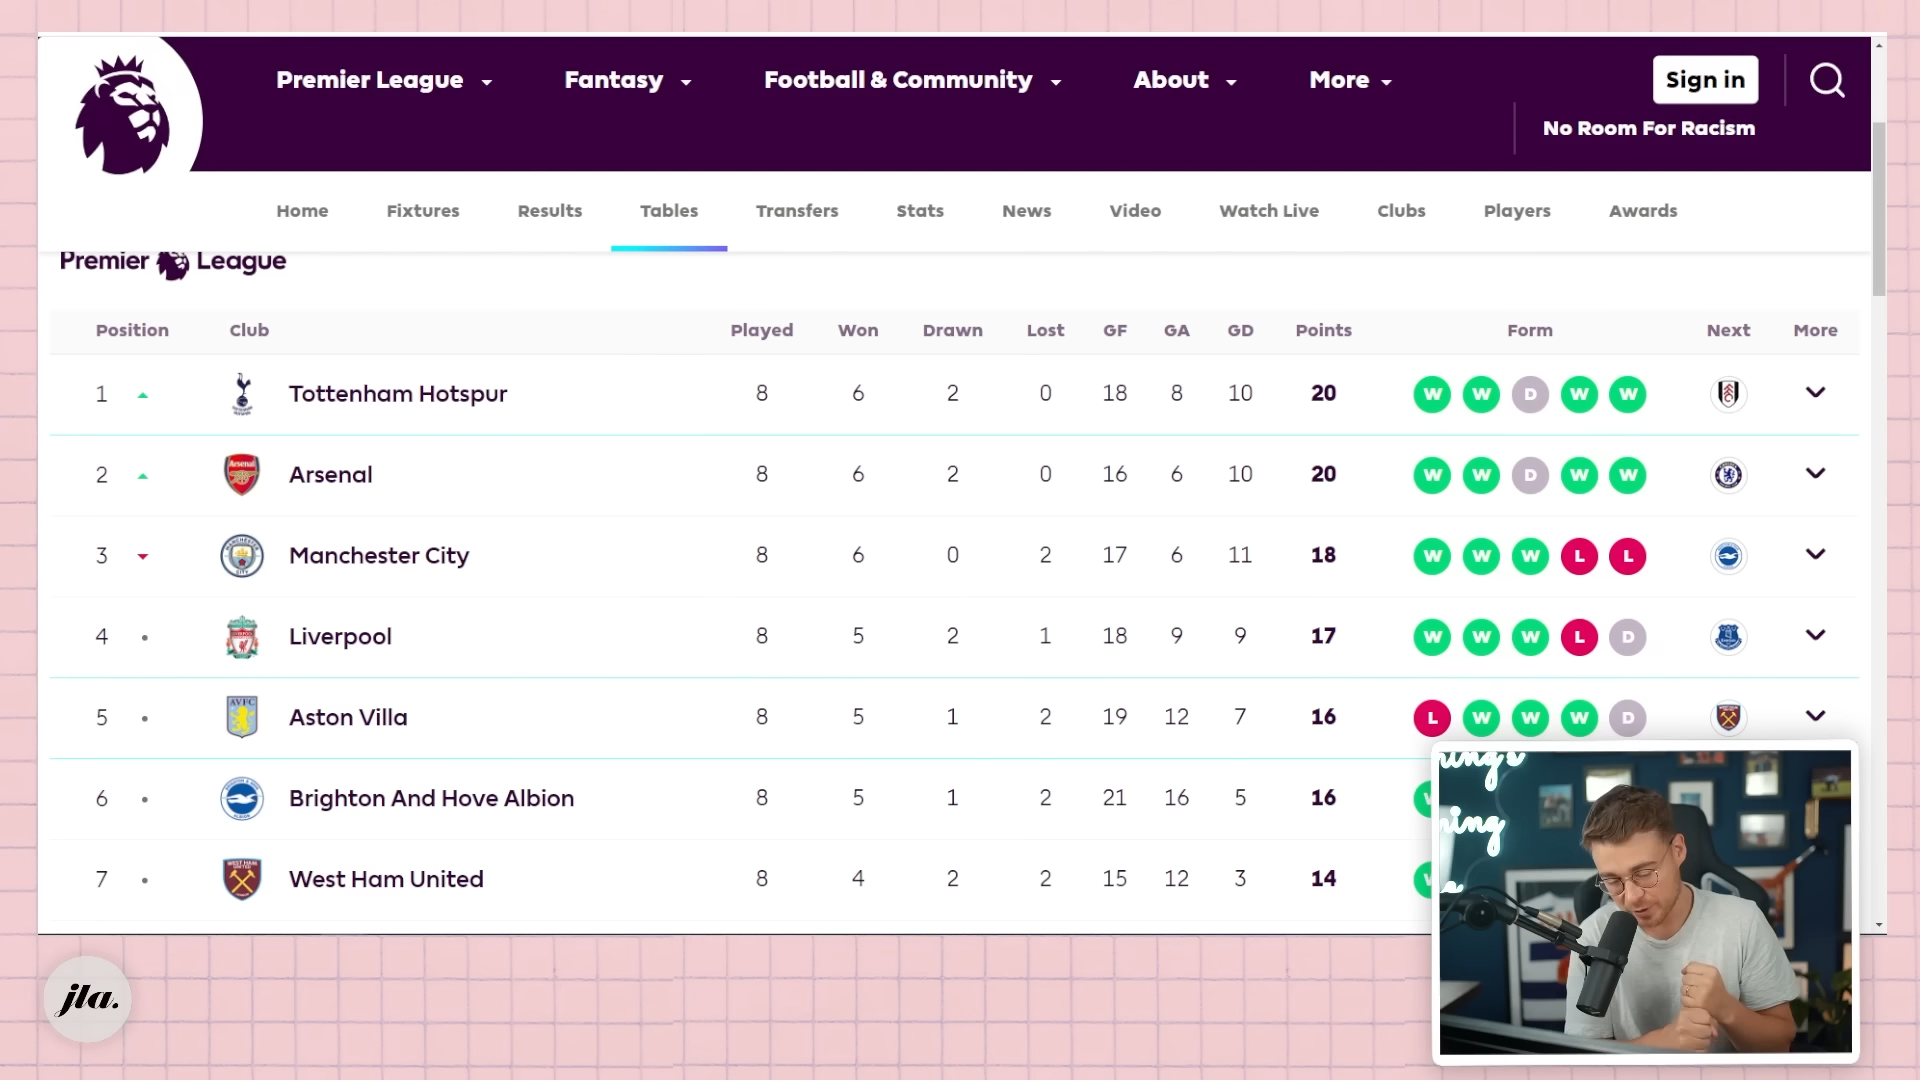 Premier League Fantasy Football & Community About More Sign in
No Room For Racism
Home Fixtures Results Tables Transfers Stats News Video Watch Live Clubs Players Awards
Premier League
Position Club Played Won Drawn Lost GF GA GD Points Form Next More
1 Tottenham Hotspur 8 6 2 0 18 8 10 20 W W D W W
2 Arsenal 8 6 2 0 16 6 10 20 W W D W W
3 Manchester City 8 6 0 2 17 6 11 18 W W W L L
4 Liverpool 8 5 2 1 18 9 9 17 W W W L D
5 Aston Villa 8 5 1 2 19 12 7 16 L W W W D
6 Brighton And Hove Albion 8 5 1 2 21 16 5 16
7 West Ham United 8 4 2 2 15 12 3 14
jla.